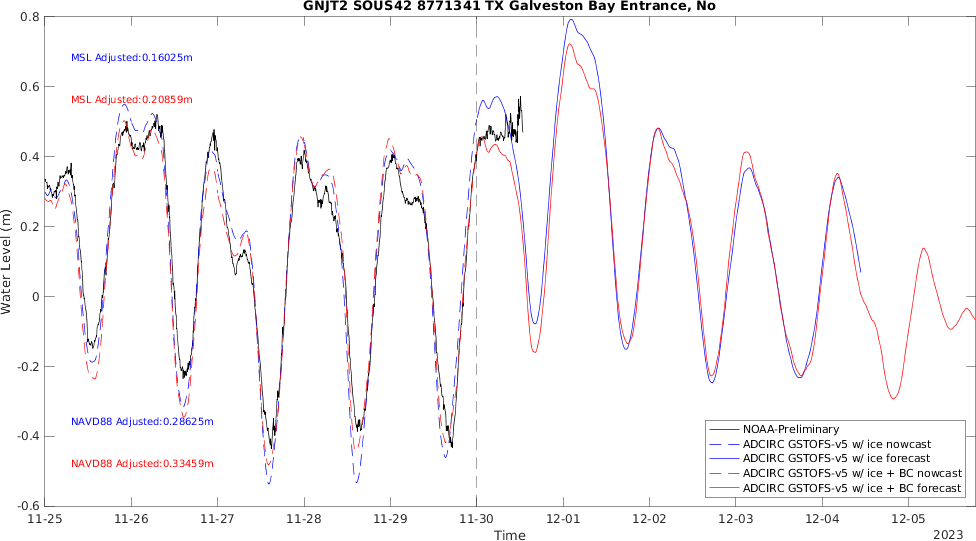 GNJT2 SOUS42 8771341 TX Galveston Bay Entrance, No
0.8
0.6
0.4
0.2
0
-0.2
-0.4
-0.6
Water Level (m)
MSL Adjusted:0.16025m
MSL Adjusted:0.20859m
NAVD88 Adjusted:0.28625m
NAVD88 Adjusted:0.33459m
NOAA-Preliminary
ADCIRC GSTOFS-v5 w/ ice nowcast
ADCIRC GSTOFS-v5 w/ ice forecast
ADCIRC GSTOFS-v5 w/ ice + BC nowcast
ADCIRC GSTOFS-v5 w/ ice + BC forecast
11-25 11-26 11-27 11-28 11-29 11-30 12-01 12-02 12-03 12-04 12-05
Time
2023